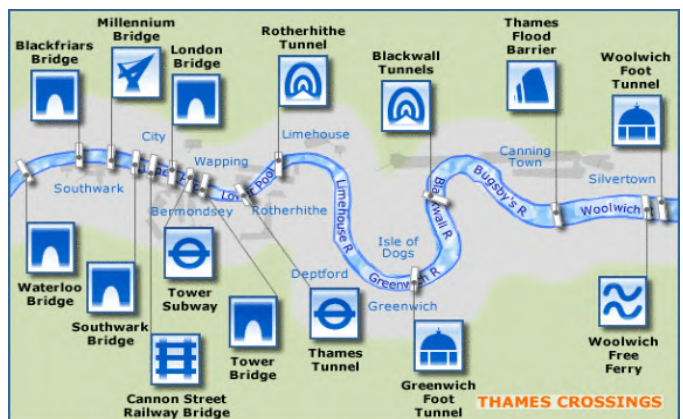 Millennium
Bridge
Blackfriars
Bridge
London
Bridge
Rotherhithe
Tunnel
Blackwall
Tunnels
Thames
Flood
Barrier
Woolwich
Foot
Tunnel
City
Limehouse
Wapping
Canning
Town
Silvertown
Southwark
Bermondsey
Rotherhithe
Limehouse R
Isle of
Dogs
Blackwall R
Bugsby's R
Woolwich
Deptford
Greenwich R
Greenwich
Waterloo
Bridge
Southwark
Bridge
Tower
Subway
Cannon Street
Railway Bridge
Tower
Bridge
Thames
Tunnel
Greenwich
Foot
Tunnel
Woolwich
Free
Ferry
THAMES CROSSINGS